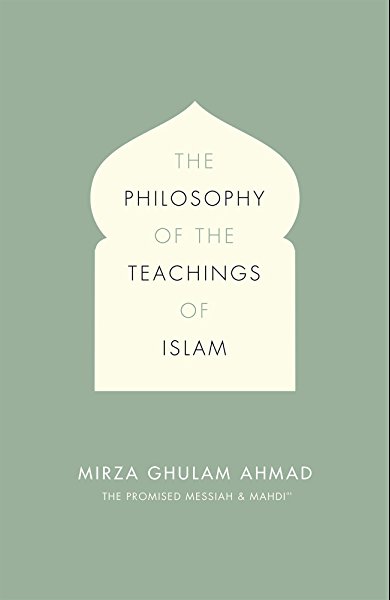 THE
PHILOSOPHY
OF THE
TEACHINGS
OF
ISLAM
MIRZA GHULAM AHMAD
THE PROMISED MESSIAH & MAHDI